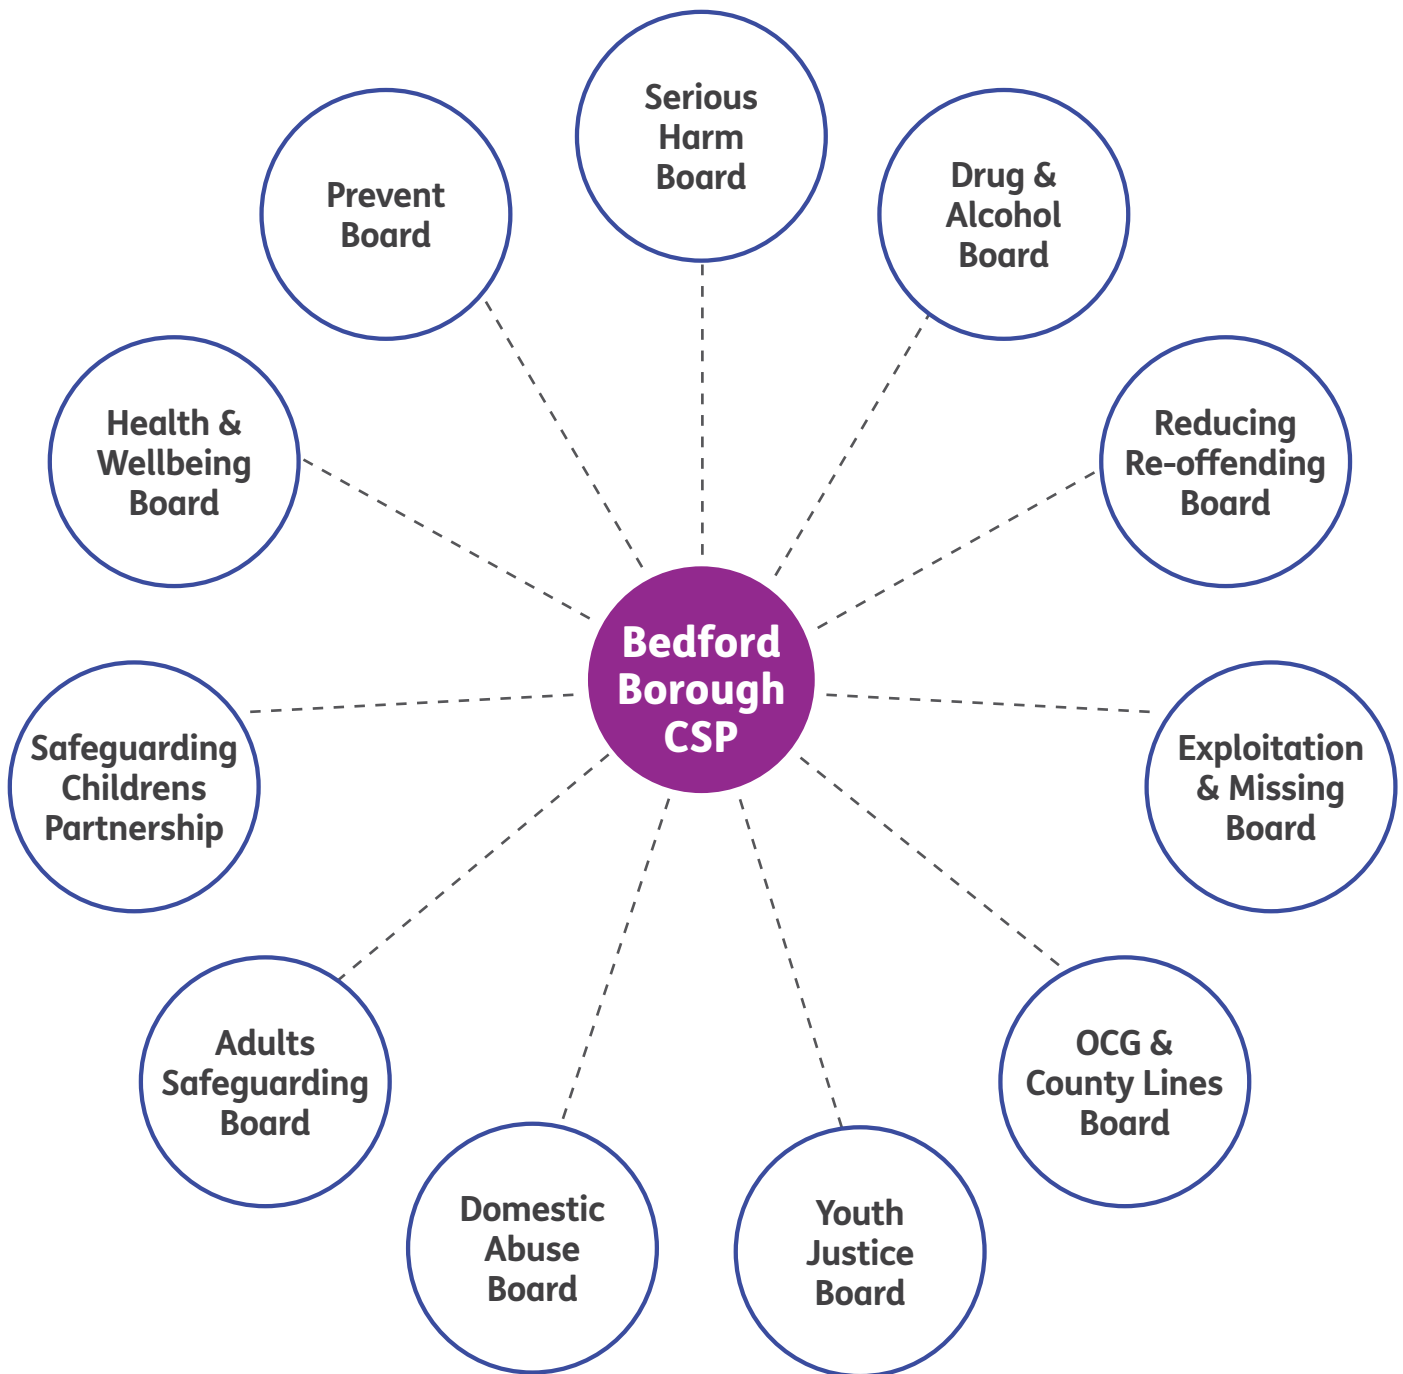 Serious
Harm
Board
Prevent
Board
Drug &
Alcohol
Board
Health &
Wellbeing
Board
Reducing
Re-offending
Board
Bedford
Borough
CSP
Safeguarding
Childrens
Partnership
Exploitation
& Missing
Board
Adults
Safeguarding
Board
OCG &
County Lines
Board
Domestic
Abuse
Board
Youth
Justice
Board